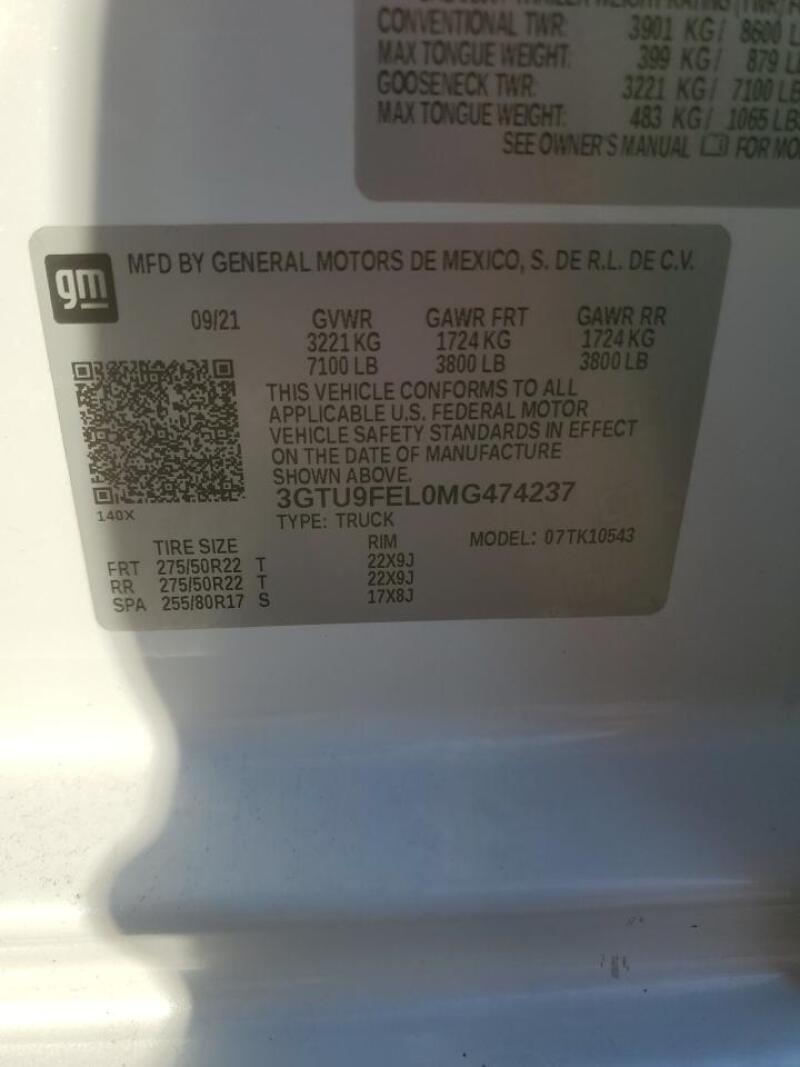 CONVENTIONAL TWR: 3901 KG/ 8600 L
MAX TONGUE WEIGHT: 399 KG/ 879 L
GOOSENECK TWR: 3221 KG/ 7100 LB
MAX TONGUE WEIGHT: 483 KG/ 1065 LBS
SEE OWNER'S MANUAL FOR MO
gm
MFD BY GENERAL MOTORS DE MEXICO, S. DE R.L. DE C.V.
09/21 GVWR GAWR FRT GAWR RR
3221 KG 1724 KG 1724 KG
7100 LB 3800 LB 3800 LB
THIS VEHICLE CONFORMS TO ALL
APPLICABLE U.S. FEDERAL MOTOR
VEHICLE SAFETY STANDARDS IN EFFECT
ON THE DATE OF MANUFACTURE
SHOWN ABOVE.
3GTU9FEL0MG474237
140X
TYPE: TRUCK
MODEL: 07TK10543
TIRE SIZE RIM
FRT 275/50R22 T 22X9J
RR 275/50R22 T 22X9J
SPA 255/80R17 S 17X8J